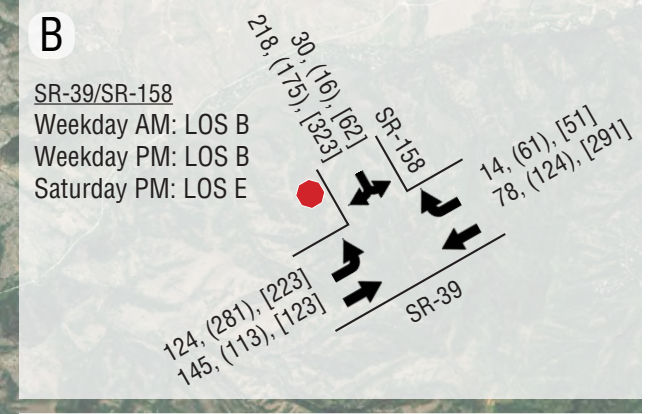 B
SR-39/SR-158
Weekday AM: LOS B
Weekday PM: LOS B
Saturday PM: LOS E
30, (16), [62]
218, (175), [323]
SR-158
14, (61), [51]
78, (124), [291]
124, (281), [223]
145, (113), [123]
SR-39